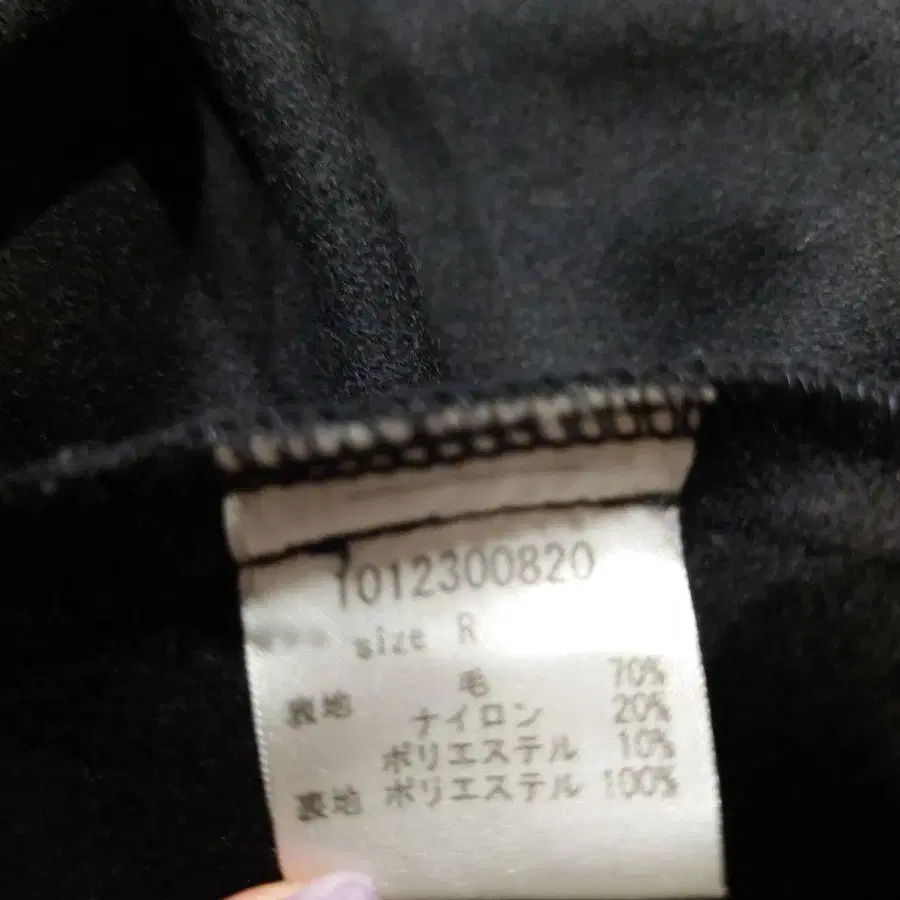 1012300820
size R
毛 70%
表地 ナイロン 20%
ポリエステル 10%
裏地 ポリエステル 100%